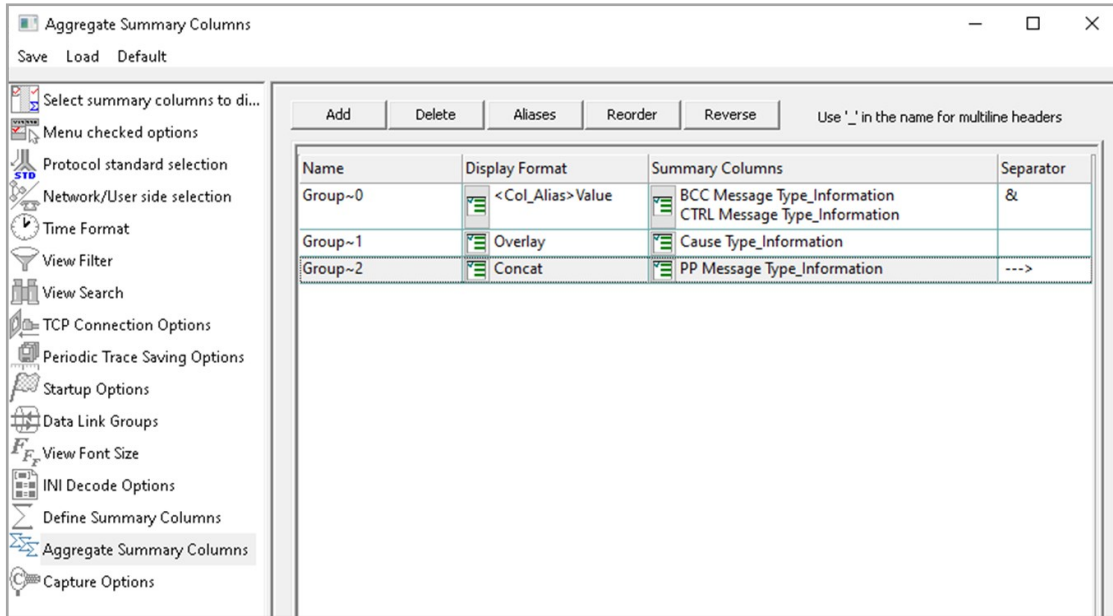 Aggregate Summary Columns
Save Load Default
Select summary columns to di...
Menu checked options
Protocol standard selection
Network/User side selection
Time Format
View Filter
View Search
TCP Connection Options
Periodic Trace Saving Options
Startup Options
Data Link Groups
View Font Size
INI Decode Options
Define Summary Columns
Aggregate Summary Columns
Capture Options
Add Delete Aliases Reorder Reverse Use '_' in the name for multiline headers
Name Display Format Summary Columns Separator
Group~0 <Col_Alias>Value BCC Message Type_Information &
CTRL Message Type_Information
Group~1 Overlay Cause Type_Information
Group~2 Concat PP Message Type_Information --->